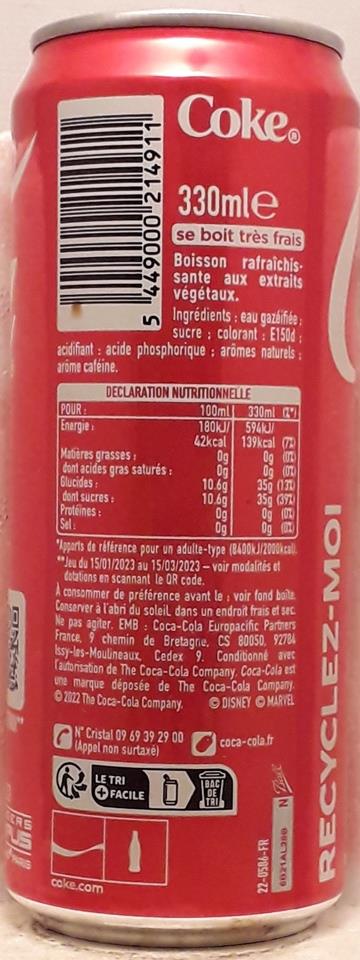 Coke®
5 449000 214911
330ml e
se boit très frais
Boisson rafraîchis-
sante aux extraits
végétaux.
Ingrédients : eau gazéifiée ;
sucre ; colorant : E150d ;
acidifiant : acide phosphorique ; arômes naturels ;
arôme caféine.
DECLARATION NUTRITIONNELLE
POUR : 100ml 330ml (%*)
Energie : 180kJ/ 594kJ/
42kcal 139kcal (7%)
Matières grasses : 0g 0g (0%)
dont acides gras saturés : 0g 0g (0%)
Glucides : 10.6g 35g (13%)
dont sucres : 10.6g 35g (39%)
Protéines : 0g 0g (0%)
Sel : 0g 0g (0%)
*Apports de référence pour un adulte-type (8400kJ/2000kcal).
**Jeu du 15/01/2023 au 15/03/2023 – voir modalités et
dotations en scannant le QR code.
A consommer de préférence avant le : voir fond boîte.
Conserver à l'abri du soleil dans un endroit frais et sec.
Ne pas agiter. EMB : Coca-Cola Europacific Partners
France, 9 chemin de Bretagne, CS 80050, 92784
Issy-les-Moulineaux, Cedex 9. Conditionné avec
l'autorisation de The Coca-Cola Company. Coca-Cola est
une marque déposée de The Coca-Cola Company.
© 2022 The Coca-Cola Company. © DISNEY © MARVEL
N° Cristal 09 69 39 29 00
(Appel non surtaxé)
coca-cola.fr
LE TRI
+ FACILE
BAC
DE
TRI
coke.com
22-0586-FR
Ball
N
RECYCLEZ-MOI
PARIS